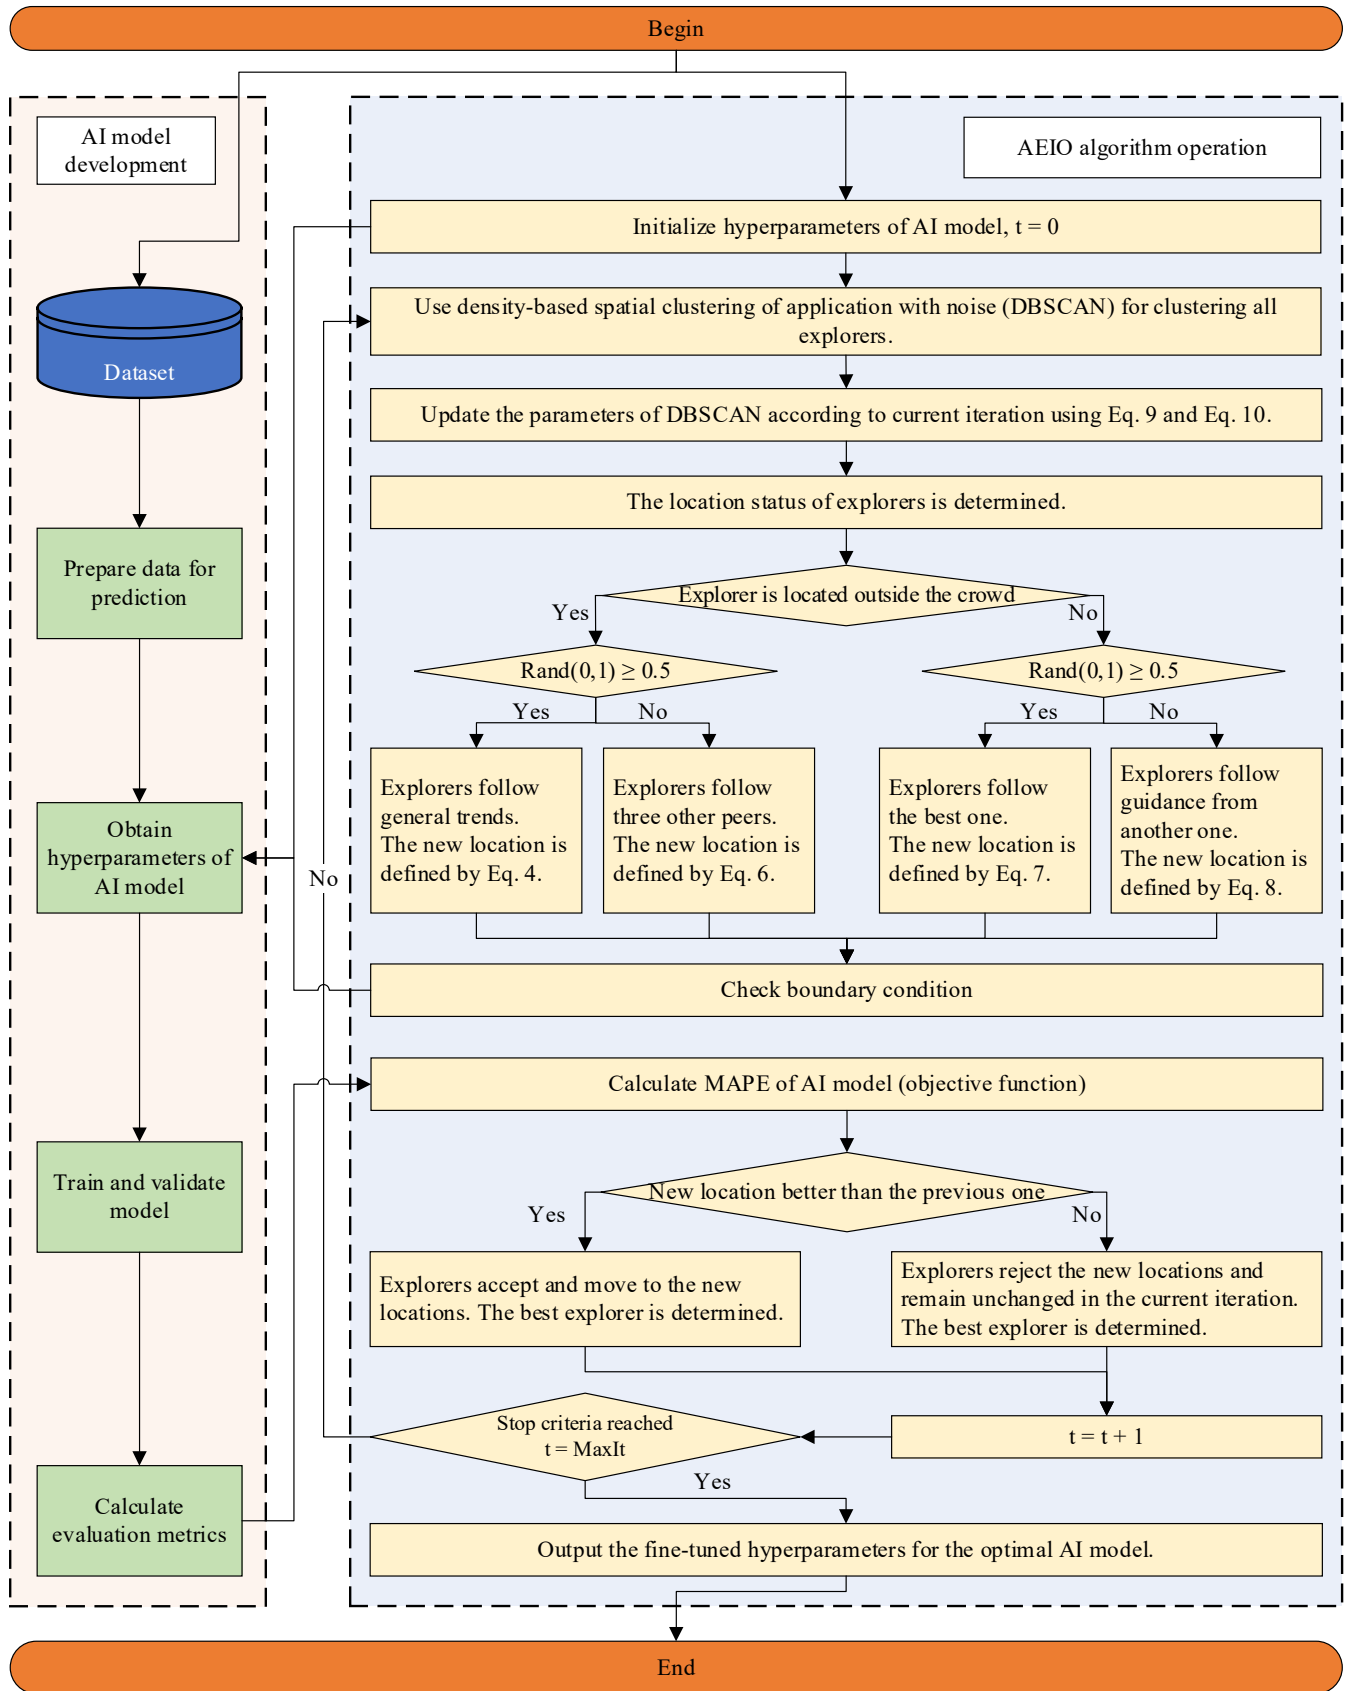 Begin
AI model
development
AEIO algorithm operation
Initialize hyperparameters of AI model, t = 0
Use density-based spatial clustering of application with noise (DBSCAN) for clustering all
explorers.
Dataset
Update the parameters of DBSCAN according to current iteration using Eq. 9 and Eq. 10.
The location status of explorers is determined.
Prepare data for
prediction
Explorer is located outside the crowd
Yes
No
Rand(0,1) ≥ 0.5
Rand(0,1) ≥ 0.5
Yes
No
Yes
No
Explorers follow
general trends.
The new location is
defined by Eq. 4.
Explorers follow
three other peers.
The new location is
defined by Eq. 6.
Explorers follow
the best one.
The new location is
defined by Eq. 7.
Explorers follow
guidance from
another one.
The new location is
defined by Eq. 8.
Obtain
hyperparameters of
AI model
No
Check boundary condition
Calculate MAPE of AI model (objective function)
Train and validate
model
New location better than the previous one
Yes
No
Explorers accept and move to the new
locations. The best explorer is determined.
Explorers reject the new locations and
remain unchanged in the current iteration.
The best explorer is determined.
Stop criteria reached
t = MaxIt
t = t + 1
Yes
Calculate
evaluation metrics
Output the fine-tuned hyperparameters for the optimal AI model.
End